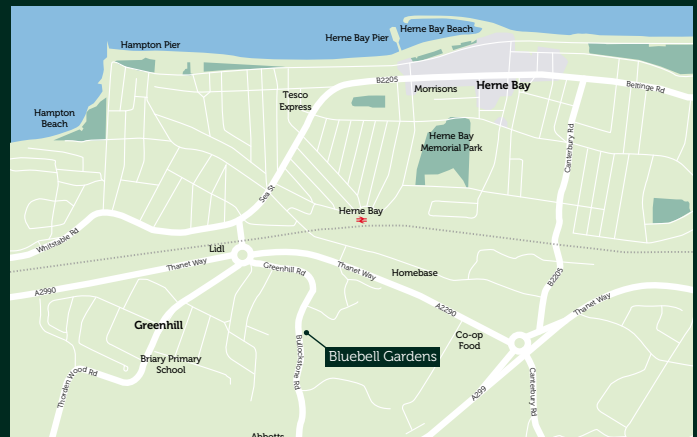 Herne Bay Beach
Herne Bay Pier
Hampton Pier
B2205
Morrisons
Herne Bay
Beltinge Rd
Tesco
Express
Hampton
Beach
Herne Bay
Memorial Park
Canterbury Rd
Sea St
Herne Bay
Whitstable Rd
Lidl
Thanet Way
Greenhill Rd
Thanet Way
Homebase
B2205
A2990
A2290
Thanet Way
Greenhill
Co-op
Food
Bullockstone Rd
Bluebell Gardens
Briary Primary
School
Thorden Wood Rd
A299
Canterbury Rd
Abbotts